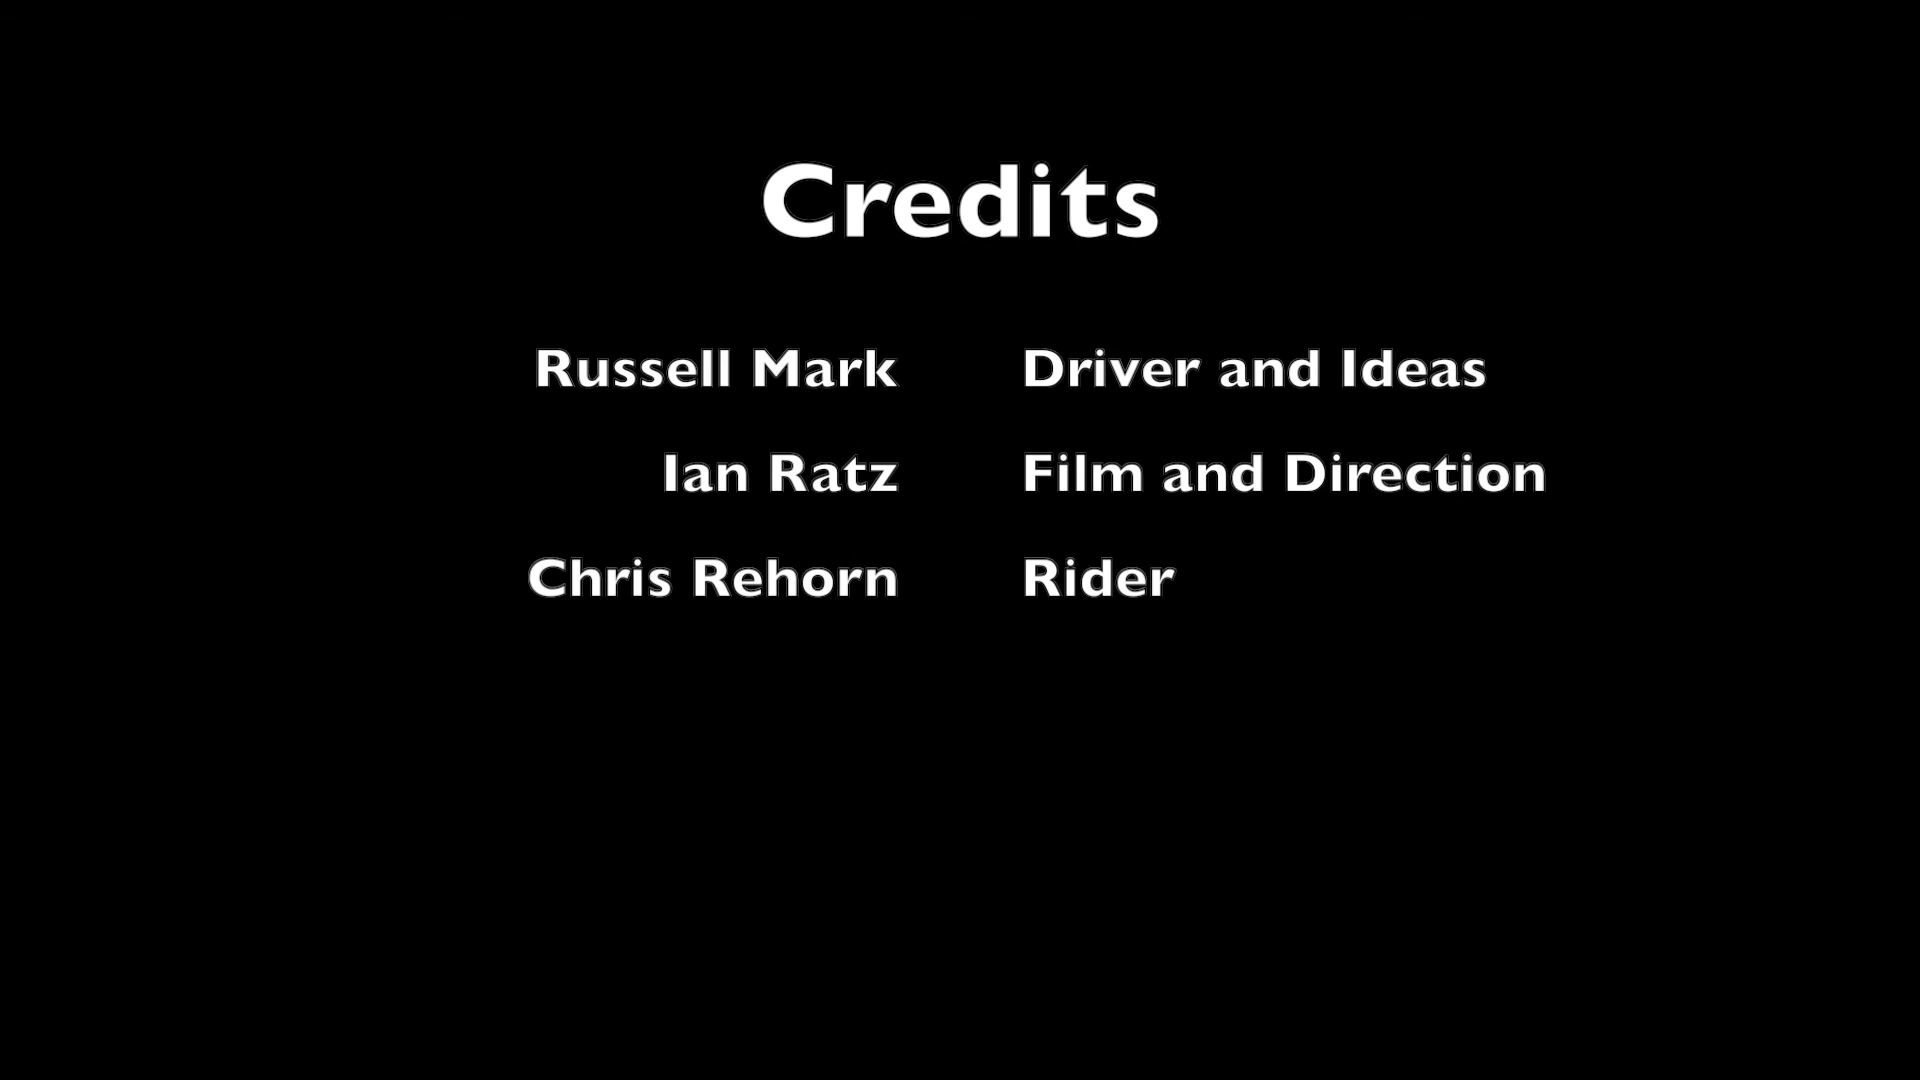 Credits
Russell Mark Driver and Ideas
Ian Ratz Film and Direction
Chris Rehorn Rider